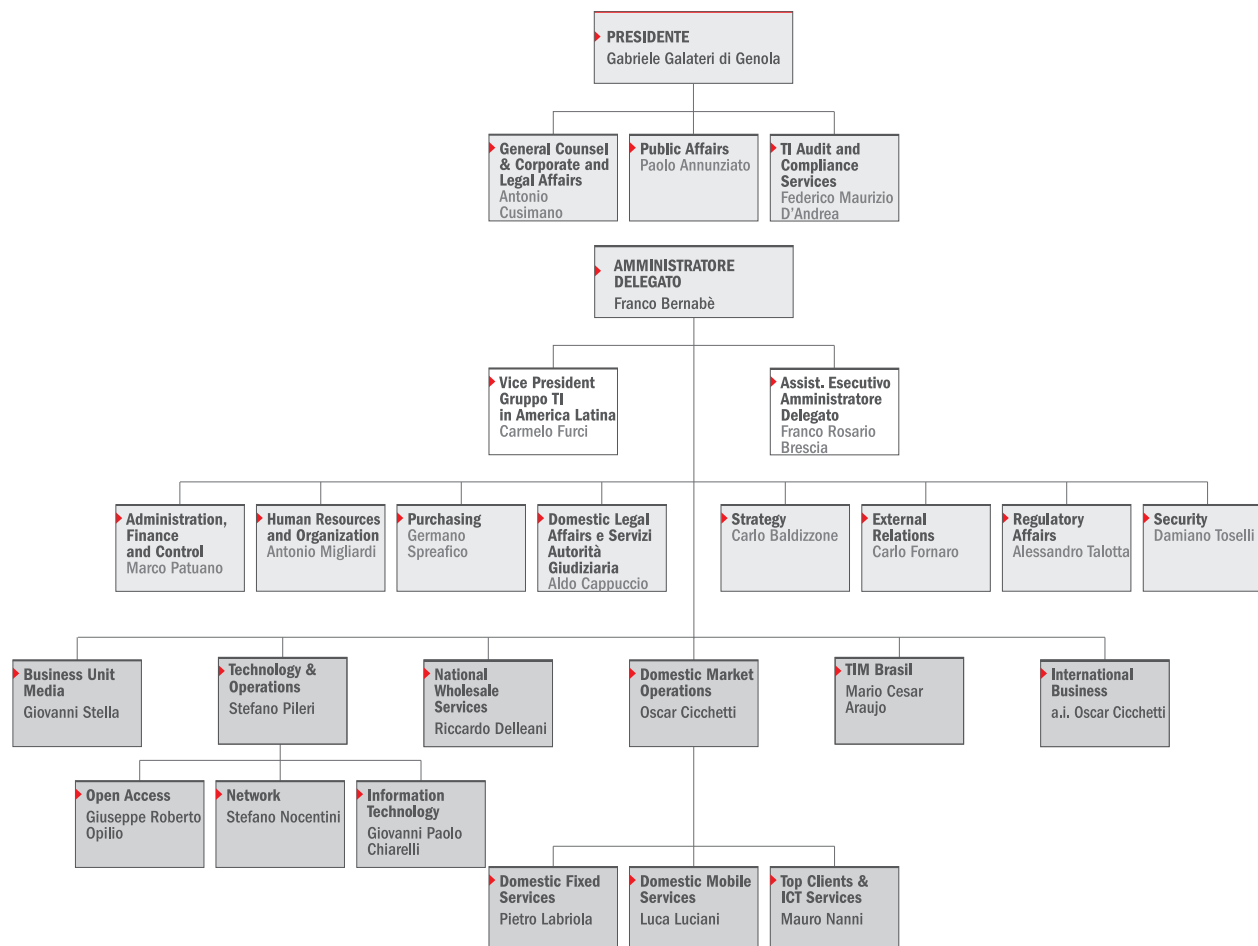 PRESIDENTE
Gabriele Galateri di Genola
General Counsel
& Corporate and
Legal Affairs
Antonio
Cusimano
Public Affairs
Paolo Annunziato
TI Audit and
Compliance
Services
Federico Maurizio
D'Andrea
AMMINISTRATORE
DELEGATO
Franco Bernabè
Vice President
Gruppo TI
in America Latina
Carmelo Furci
Assist. Esecutivo
Amministratore
Delegato
Franco Rosario
Brescia
Administration,
Finance
and Control
Marco Patuano
Human Resources
and Organization
Antonio Migliardi
Purchasing
Germano
Spreafico
Domestic Legal
Affairs e Servizi
Autorità
Giudiziaria
Aldo Cappuccio
Strategy
Carlo Baldizzone
External
Relations
Carlo Fornaro
Regulatory
Affairs
Alessandro Talotta
Security
Damiano Toselli
Business Unit
Media
Giovanni Stella
Technology &
Operations
Stefano Pileri
National
Wholesale
Services
Riccardo Delleani
Domestic Market
Operations
Oscar Cicchetti
TIM Brasil
Mario Cesar
Araujo
International
Business
a.i. Oscar Cicchetti
Open Access
Giuseppe Roberto
Opilio
Network
Stefano Nocentini
Information
Technology
Giovanni Paolo
Chiarelli
Domestic Fixed
Services
Pietro Labriola
Domestic Mobile
Services
Luca Luciani
Top Clients &
ICT Services
Mauro Nanni